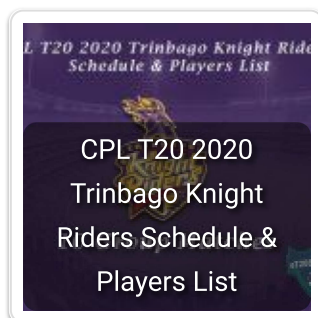 L T20 2020 Trinbago Knight Ride
Schedule & Players List
CPL T20 2020
Trinbago Knight
Riders Schedule &
Players List